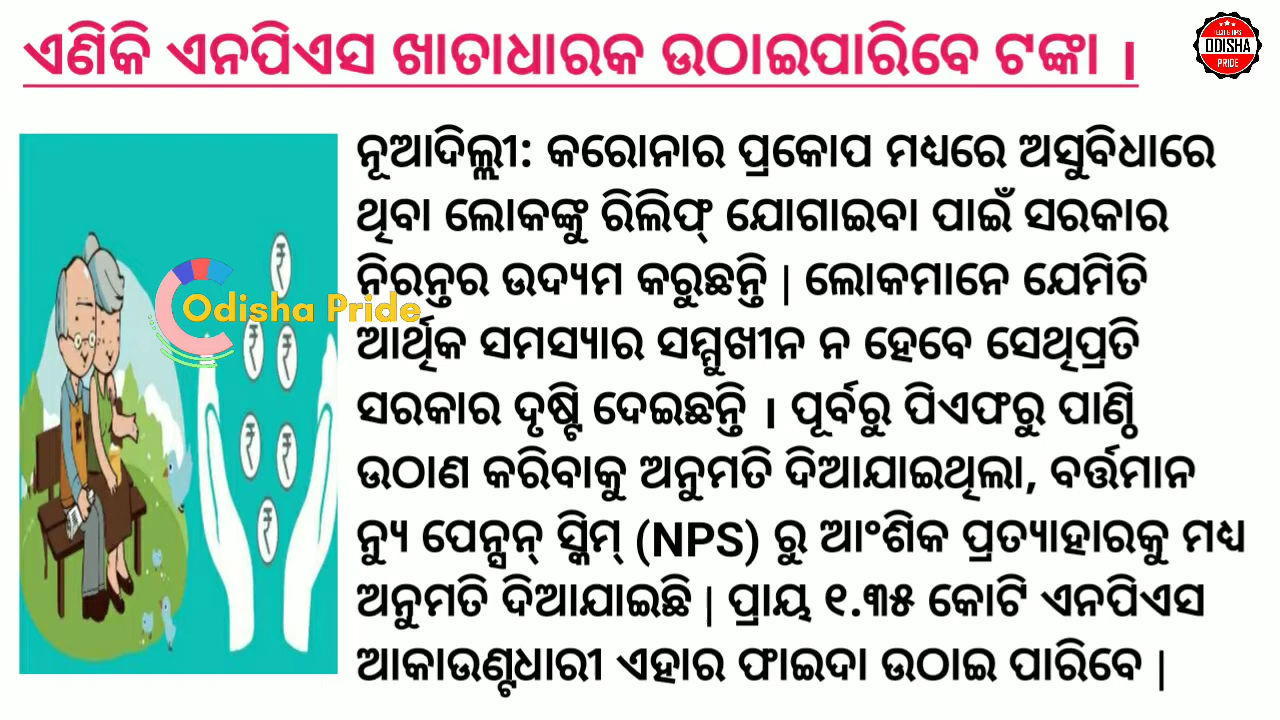 ଏଣିକି ଏନପିଏସ ଖାତାଧାରକ ଉଠାଇପାରିବେ ଟଙ୍କା ।
ODISHA
PRIDE
ନୂଆଦିଲ୍ଲୀ: କରୋନାର ପ୍ରକୋପ ମଧ୍ୟରେ ଅସୁବିଧାରେ
ଥିବା ଲୋକଙ୍କୁ ରିଲିଫ୍ ଯୋଗାଇବା ପାଇଁ ସରକାର
ନିରନ୍ତର ଉଦ୍ୟମ କରୁଛନ୍ତି | ଲୋକମାନେ ଯେମିତି
Odisha Pride
ଆର୍ଥିକ ସମସ୍ୟାର ସମ୍ମୁଖୀନ ନ ହେବେ ସେଥିପ୍ରତି
ସରକାର ଦୃଷ୍ଟି ଦେଇଛନ୍ତି । ପୂର୍ବରୁ ପିଏଫରୁ ପାଣ୍ଠି
ଉଠାଣ କରିବାକୁ ଅନୁମତି ଦିଆଯାଇଥିଲା, ବର୍ତ୍ତମାନ
ନ୍ୟୁ ପେନ୍ସନ୍ ସ୍କିମ୍ (NPS) ରୁ ଆଂଶିକ ପ୍ରତ୍ୟାହାରକୁ ମଧ୍ୟ
ଅନୁମତି ଦିଆଯାଇଛି | ପ୍ରାୟ ୧.୩୫ କୋଟି ଏନପିଏସ
ଆକାଉଣ୍ଟଧାରୀ ଏହାର ଫାଇଦା ଉଠାଇ ପାରିବେ |